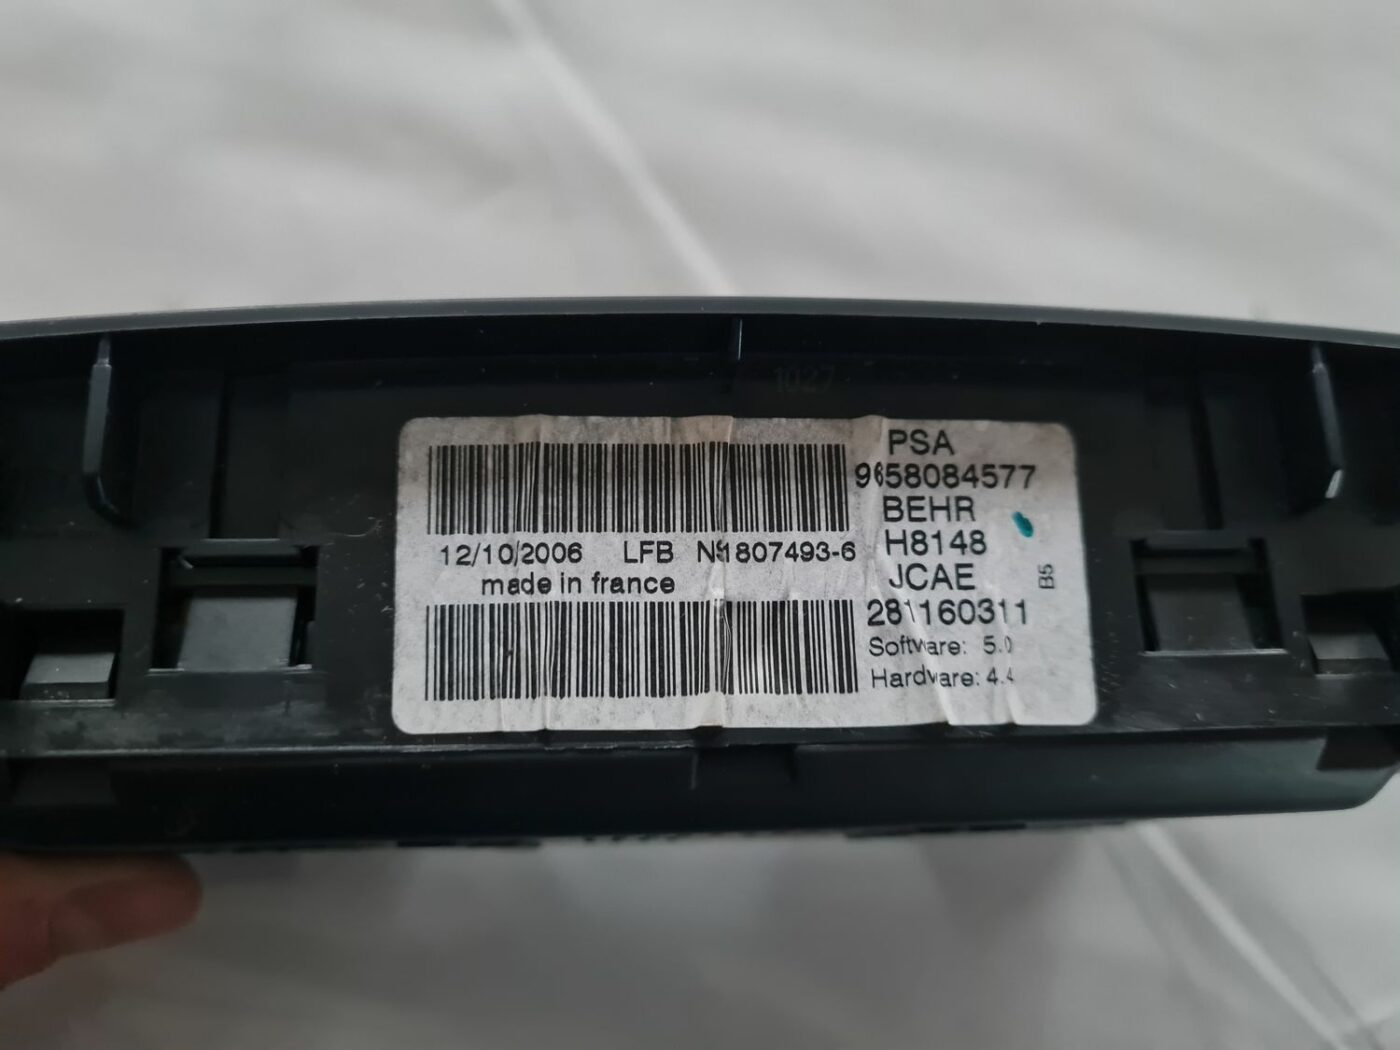 1027
PSA
9658084577
BEHR
H8148
JCAE
281160311
Software: 5.0
Hardware: 4.4
B5
12/10/2006 LFB N°1807493-6
made in france